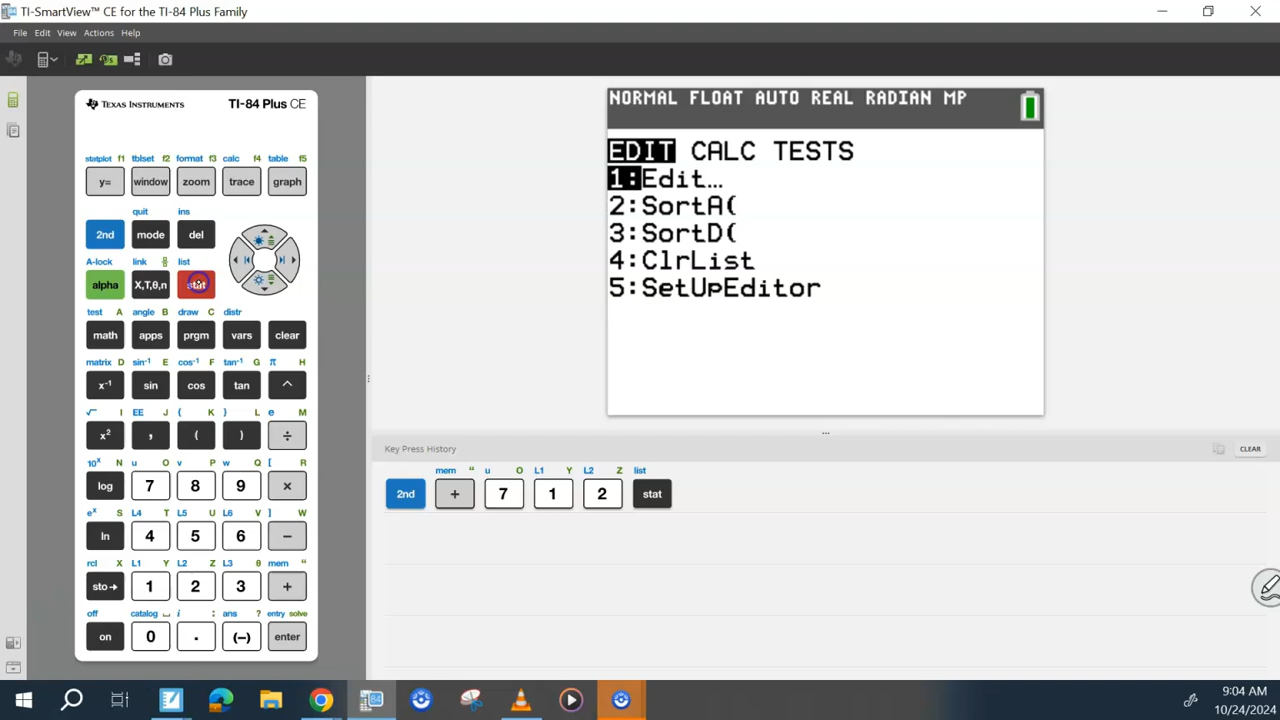 TI-SmartView™ CE for the TI-84 Plus Family
File Edit View Actions Help
TEXAS INSTRUMENTS TI-84 Plus CE
statplot f1 tblset f2 format f3 calc f4 table f5
y= window zoom trace graph
quit ins
2nd mode del
A-lock link list
alpha X,T,θ,n stat
test A angle B draw C distr
math apps prgm vars clear
matrix D sin-1 E cos-1 F tan-1 G π H
x-1 sin cos tan ^
√ I EE J { K } L e M
x² , ( ) ÷
10x N u O v P w Q [ R
log 7 8 9 ×
ex S L4 T L5 U L6 V ] W
ln 4 5 6 −
rcl X L1 Y L2 Z L3 θ mem “
sto→ 1 2 3 +
off catalog ⎵ i : ans ? entry solve
on 0 . (−) enter
NORMAL FLOAT AUTO REAL RADIAN MP
EDIT CALC TESTS
1:Edit…
2:SortA(
3:SortD(
4:ClrList
5:SetUpEditor
Key Press History CLEAR
mem “ u O L1 Y L2 Z list
2nd + 7 1 2 stat
9:04 AM
10/24/2024